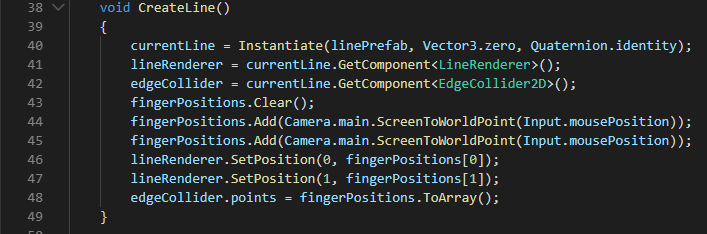 38 void CreateLine()
39 {
40 currentLine = Instantiate(linePrefab, Vector3.zero, Quaternion.identity);
41 lineRenderer = currentLine.GetComponent<LineRenderer>();
42 edgeCollider = currentLine.GetComponent<EdgeCollider2D>();
43 fingerPositions.Clear();
44 fingerPositions.Add(Camera.main.ScreenToWorldPoint(Input.mousePosition));
45 fingerPositions.Add(Camera.main.ScreenToWorldPoint(Input.mousePosition));
46 lineRenderer.SetPosition(0, fingerPositions[0]);
47 lineRenderer.SetPosition(1, fingerPositions[1]);
48 edgeCollider.points = fingerPositions.ToArray();
49 }